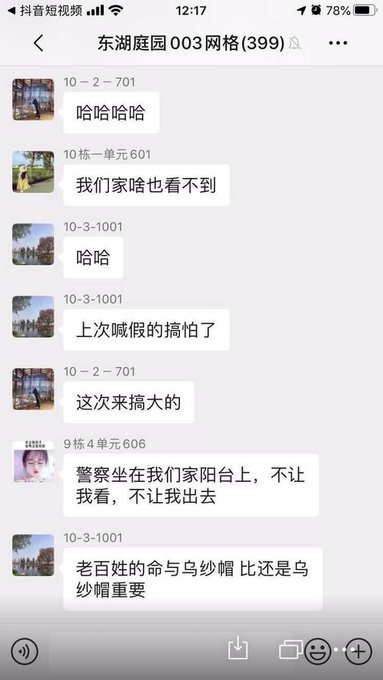 抖音短视频
12:17
78%
东湖庭园003网格(399)
10－2－701
哈哈哈哈
10栋一单元601
我们家啥也看不到
10-3-1001
哈哈
10-3-1001
上次喊假的搞怕了
10－2－701
这次来搞大的
9栋4单元606
警察坐在我们家阳台上，不让
我看，不让我出去
10-3-1001
老百姓的命与乌纱帽 比还是乌
纱帽重要